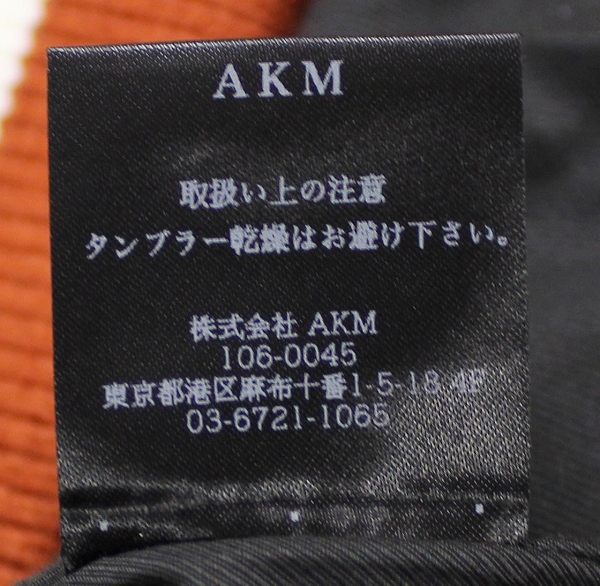 AKM
取扱い上の注意
タンブラー乾燥はお避け下さい。
株式会社 AKM
106-0045
東京都港区麻布十番1-5-18 4F
03-6721-1065